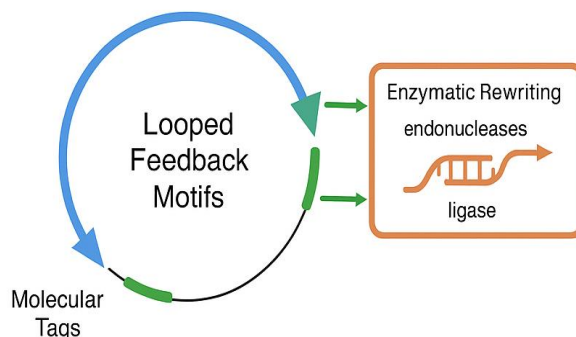 Looped
Feedback
Motifs
Molecular
Tags
Enzymatic Rewriting
endonucleases
ligase